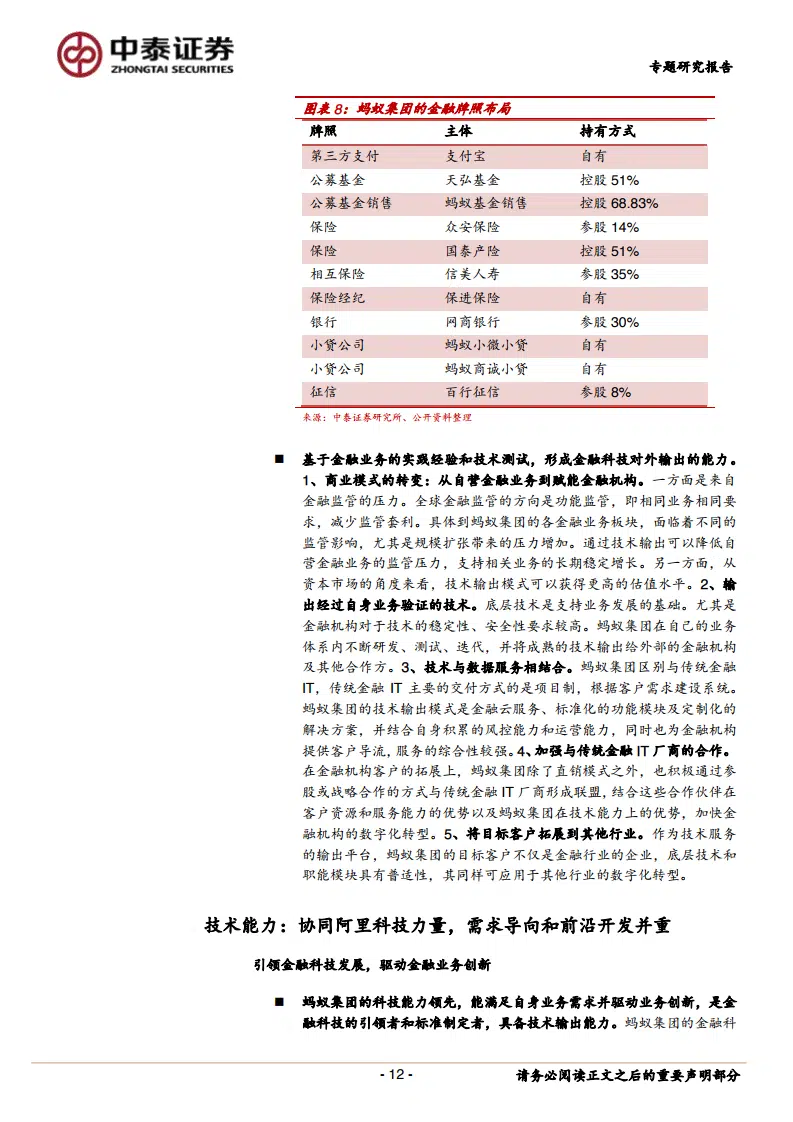 中泰证券
ZHONGTAI SECURITIES
专题研究报告
图表 8：蚂蚁集团的金融牌照布局
牌照 主体 持有方式
第三方支付 支付宝 自有
公募基金 天弘基金 控股 51%
公募基金销售 蚂蚁基金销售 控股 68.83%
保险 众安保险 参股 14%
保险 国泰产险 控股 51%
相互保险 信美人寿 参股 35%
保险经纪 保进保险 自有
银行 网商银行 参股 30%
小贷公司 蚂蚁小微小贷 自有
小贷公司 蚂蚁商诚小贷 自有
征信 百行征信 参股 8%
来源：中泰证券研究所、公开资料整理
■ 基于金融业务的实践经验和技术测试，形成金融科技对外输出的能力。
1、商业模式的转变：从自营金融业务到赋能金融机构。一方面是来自
金融监管的压力。全球金融监管的方向是功能监管，即相同业务相同要
求，减少监管套利。具体到蚂蚁集团的各金融业务板块，面临着不同的
监管影响，尤其是规模扩张带来的压力增加。通过技术输出可以降低自
营金融业务的监管压力，支持相关业务的长期稳定增长。另一方面，从
资本市场的角度来看，技术输出模式可以获得更高的估值水平。2、输
出经过自身业务验证的技术。底层技术是支持业务发展的基础。尤其是
金融机构对于技术的稳定性、安全性要求较高。蚂蚁集团在自己的业务
体系内不断研发、测试、迭代，并将成熟的技术输出给外部的金融机构
及其他合作方。3、技术与数据服务相结合。蚂蚁集团区别与传统金融
IT，传统金融 IT 主要的交付方式的是项目制，根据客户需求建设系统。
蚂蚁集团的技术输出模式是金融云服务、标准化的功能模块及定制化的
解决方案，并结合自身积累的风控能力和运营能力，同时也为金融机构
提供客户导流，服务的综合性较强。4、加强与传统金融 IT 厂商的合作。
在金融机构客户的拓展上，蚂蚁集团除了直销模式之外，也积极通过参
股或战略合作的方式与传统金融 IT 厂商形成联盟，结合这些合作伙伴在
客户资源和服务能力的优势以及蚂蚁集团在技术能力上的优势，加快金
融机构的数字化转型。5、将目标客户拓展到其他行业。作为技术服务
的输出平台，蚂蚁集团的目标客户不仅是金融行业的企业，底层技术和
职能模块具有普适性，其同样可应用于其他行业的数字化转型。
技术能力：协同阿里科技力量，需求导向和前沿开发并重
引领金融科技发展，驱动金融业务创新
■ 蚂蚁集团的科技能力领先，能满足自身业务需求并驱动业务创新，是金
融科技的引领者和标准制定者，具备技术输出能力。蚂蚁集团的金融科
- 12 -
请务必阅读正文之后的重要声明部分